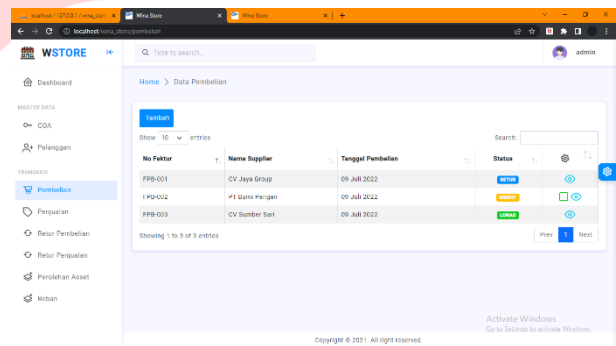 localhost / 127.0.0.1 / wina_stor
Wina Store
Wina Store
localhost/wina_store/pembelian
WSTORE
Type to search...
admin
Dashboard
MASTER DATA
COA
Pelanggan
TRANSAKSI
Pembelian
Penjualan
Retur Pembelian
Retur Penjualan
Perolehan Asset
Beban
Home > Data Pembelian
Tambah
Show 10 entries
Search:
No Faktur Nama Supplier Tanggal Pembelian Status
FPB-001 CV Jaya Group 09 Juli 2022 RETUR
FPB-002 PT Bumi Pangan 09 Juli 2022 KREDIT
FPB-003 CV Sumber Sari 09 Juli 2022 LUNAS
Showing 1 to 3 of 3 entries
Prev 1 Next
Activate Windows
Go to Settings to activate Windows.
Copyright © 2021 All right reserved.